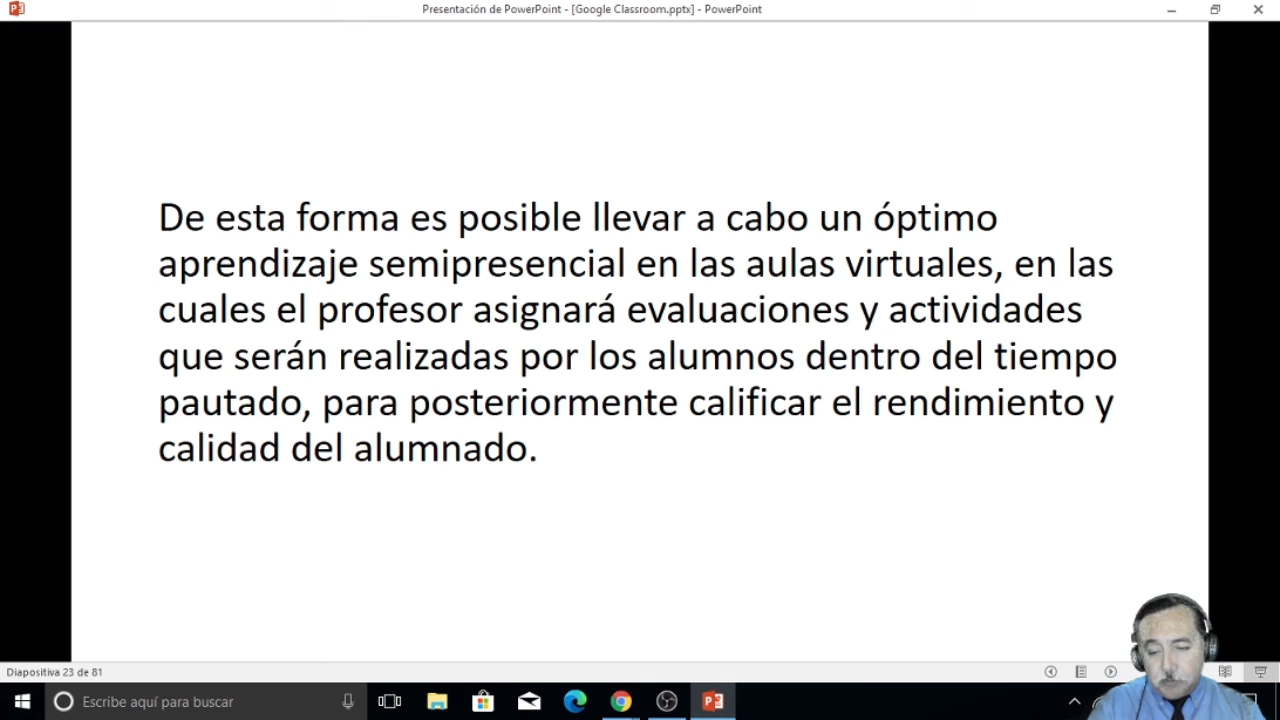 Presentación de PowerPoint - [Google Classroom.pptx] - PowerPoint
De esta forma es posible llevar a cabo un óptimo
aprendizaje semipresencial en las aulas virtuales, en las
cuales el profesor asignará evaluaciones y actividades
que serán realizadas por los alumnos dentro del tiempo
pautado, para posteriormente calificar el rendimiento y
calidad del alumnado.
Diapositiva 23 de 81
Escribe aquí para buscar